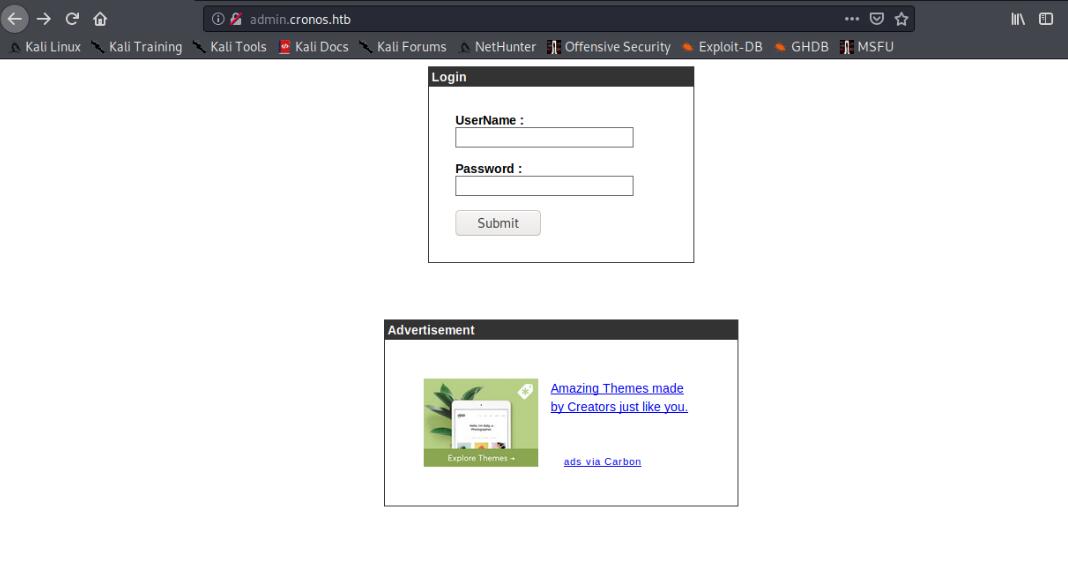 admin.cronos.htb
Kali Linux Kali Training Kali Tools Kali Docs Kali Forums NetHunter Offensive Security Exploit-DB GHDB MSFU
Login
UserName :
Password :
Submit
Advertisement
Amazing Themes made
by Creators just like you.
Explore Themes →
ads via Carbon